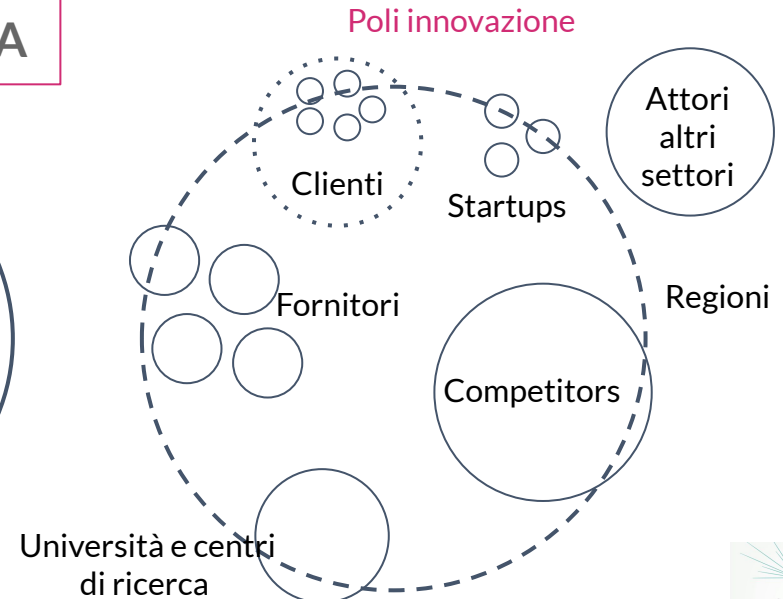 A
Poli innovazione
Attori
altri
settori
Clienti
Startups
Regioni
Fornitori
Competitors
Università e centri
di ricerca